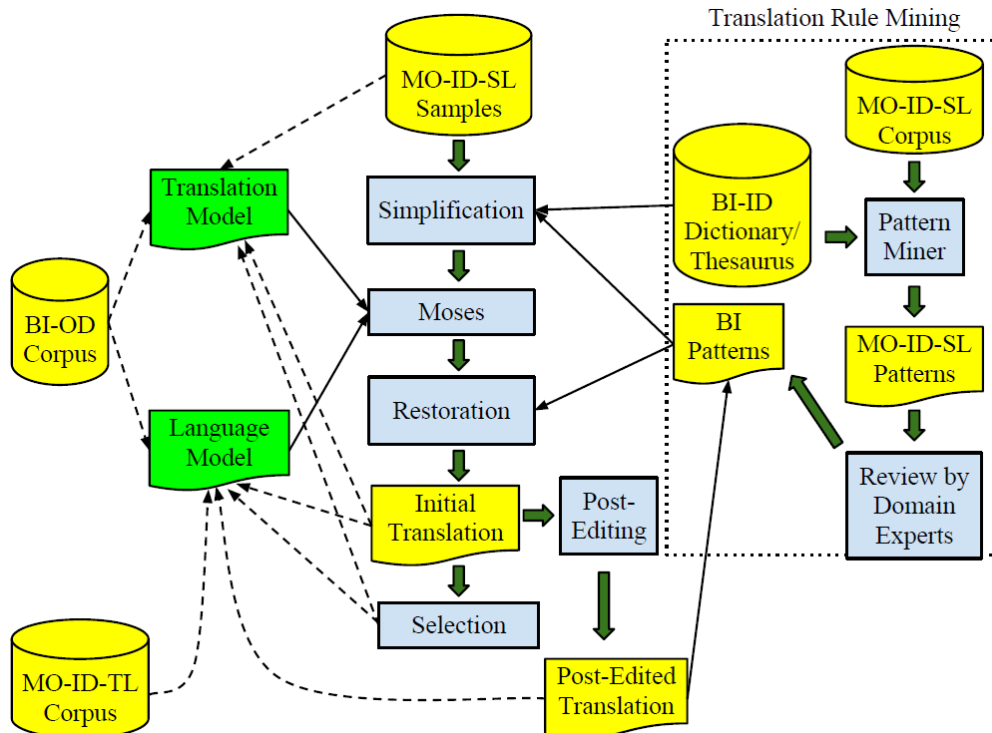 Translation Rule Mining
MO-ID-SL
Samples
MO-ID-SL
Corpus
Translation
Model
Simplification
BI-ID
Dictionary/
Thesaurus
Pattern
Miner
BI-OD
Corpus
Moses
BI
Patterns
MO-ID-SL
Patterns
Restoration
Language
Model
Initial
Translation
Post-
Editing
Review by
Domain
Experts
Selection
MO-ID-TL
Corpus
Post-Edited
Translation